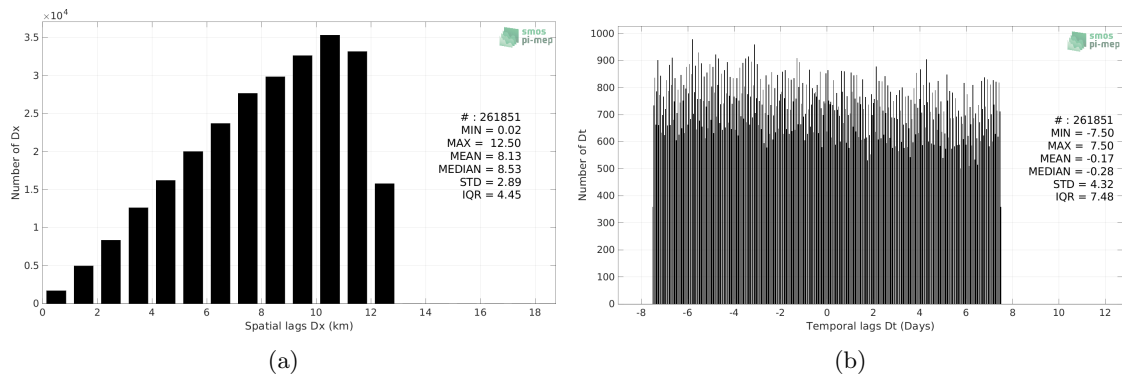 ×10⁴
3.5
3
2.5
2
1.5
1
0.5
0
0 2 4 6 8 10 12 14 16 18
Number of Dx
Spatial lags Dx (km)
smos
pi-mep
# : 261851
MIN = 0.02
MAX = 12.50
MEAN = 8.13
MEDIAN = 8.53
STD = 2.89
IQR = 4.45
(a)
1000
900
800
700
600
500
400
300
200
100
0
-8 -6 -4 -2 0 2 4 6 8 10 12
Number of Dt
Temporal lags Dt (Days)
smos
pi-mep
# : 261851
MIN = -7.50
MAX = 7.50
MEAN = -0.17
MEDIAN = -0.28
STD = 4.32
IQR = 7.48
(b)